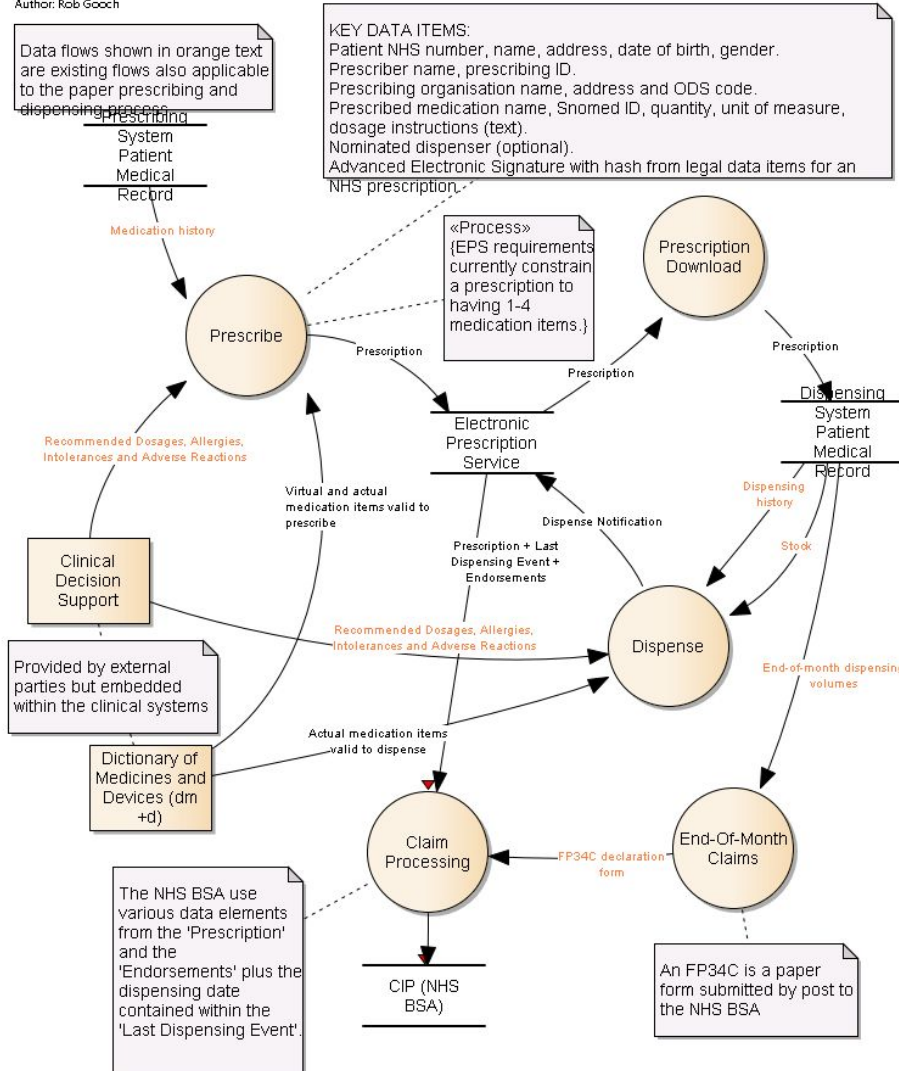 Author: Rob Gooch
Data flows shown in orange text
are existing flows also applicable
to the paper prescribing and
dispensing process
KEY DATA ITEMS:
Patient NHS number, name, address, date of birth, gender.
Prescriber name, prescribing ID.
Prescribing organisation name, address and ODS code.
Prescribed medication name, Snomed ID, quantity, unit of measure,
dosage instructions (text).
Nominated dispenser (optional).
Advanced Electronic Signature with hash from legal data items for an
NHS prescription
Prescribing
System
Patient
Medical
Record
Medication history
«Process»
{EPS requirements
currently constrain
a prescription to
having 1-4
medication items.}
Prescription
Download
Prescribe
Prescription
Prescription
Prescription
Dispensing
System
Patient
Medical
Record
Electronic
Prescription
Service
Recommended Dosages, Allergies,
Intolerances and Adverse Reactions
Virtual and actual
medication items valid to
prescribe
Dispensing
history
Dispense Notification
Stock
Prescription + Last
Dispensing Event +
Endorsements
Clinical
Decision
Support
Recommended Dosages, Allergies,
Intolerances and Adverse Reactions
Dispense
End-of-month dispensing
volumes
Provided by external
parties but embedded
within the clinical systems
Actual medication items
valid to dispense
Dictionary of
Medicines and
Devices (dm
+d)
Claim
Processing
FP34C declaration
form
End-Of-Month
Claims
The NHS BSA use
various data elements
from the 'Prescription'
and the
'Endorsements' plus the
dispensing date
contained within the
'Last Dispensing Event'.
CIP (NHS
BSA)
An FP34C is a paper
form submitted by post to
the NHS BSA